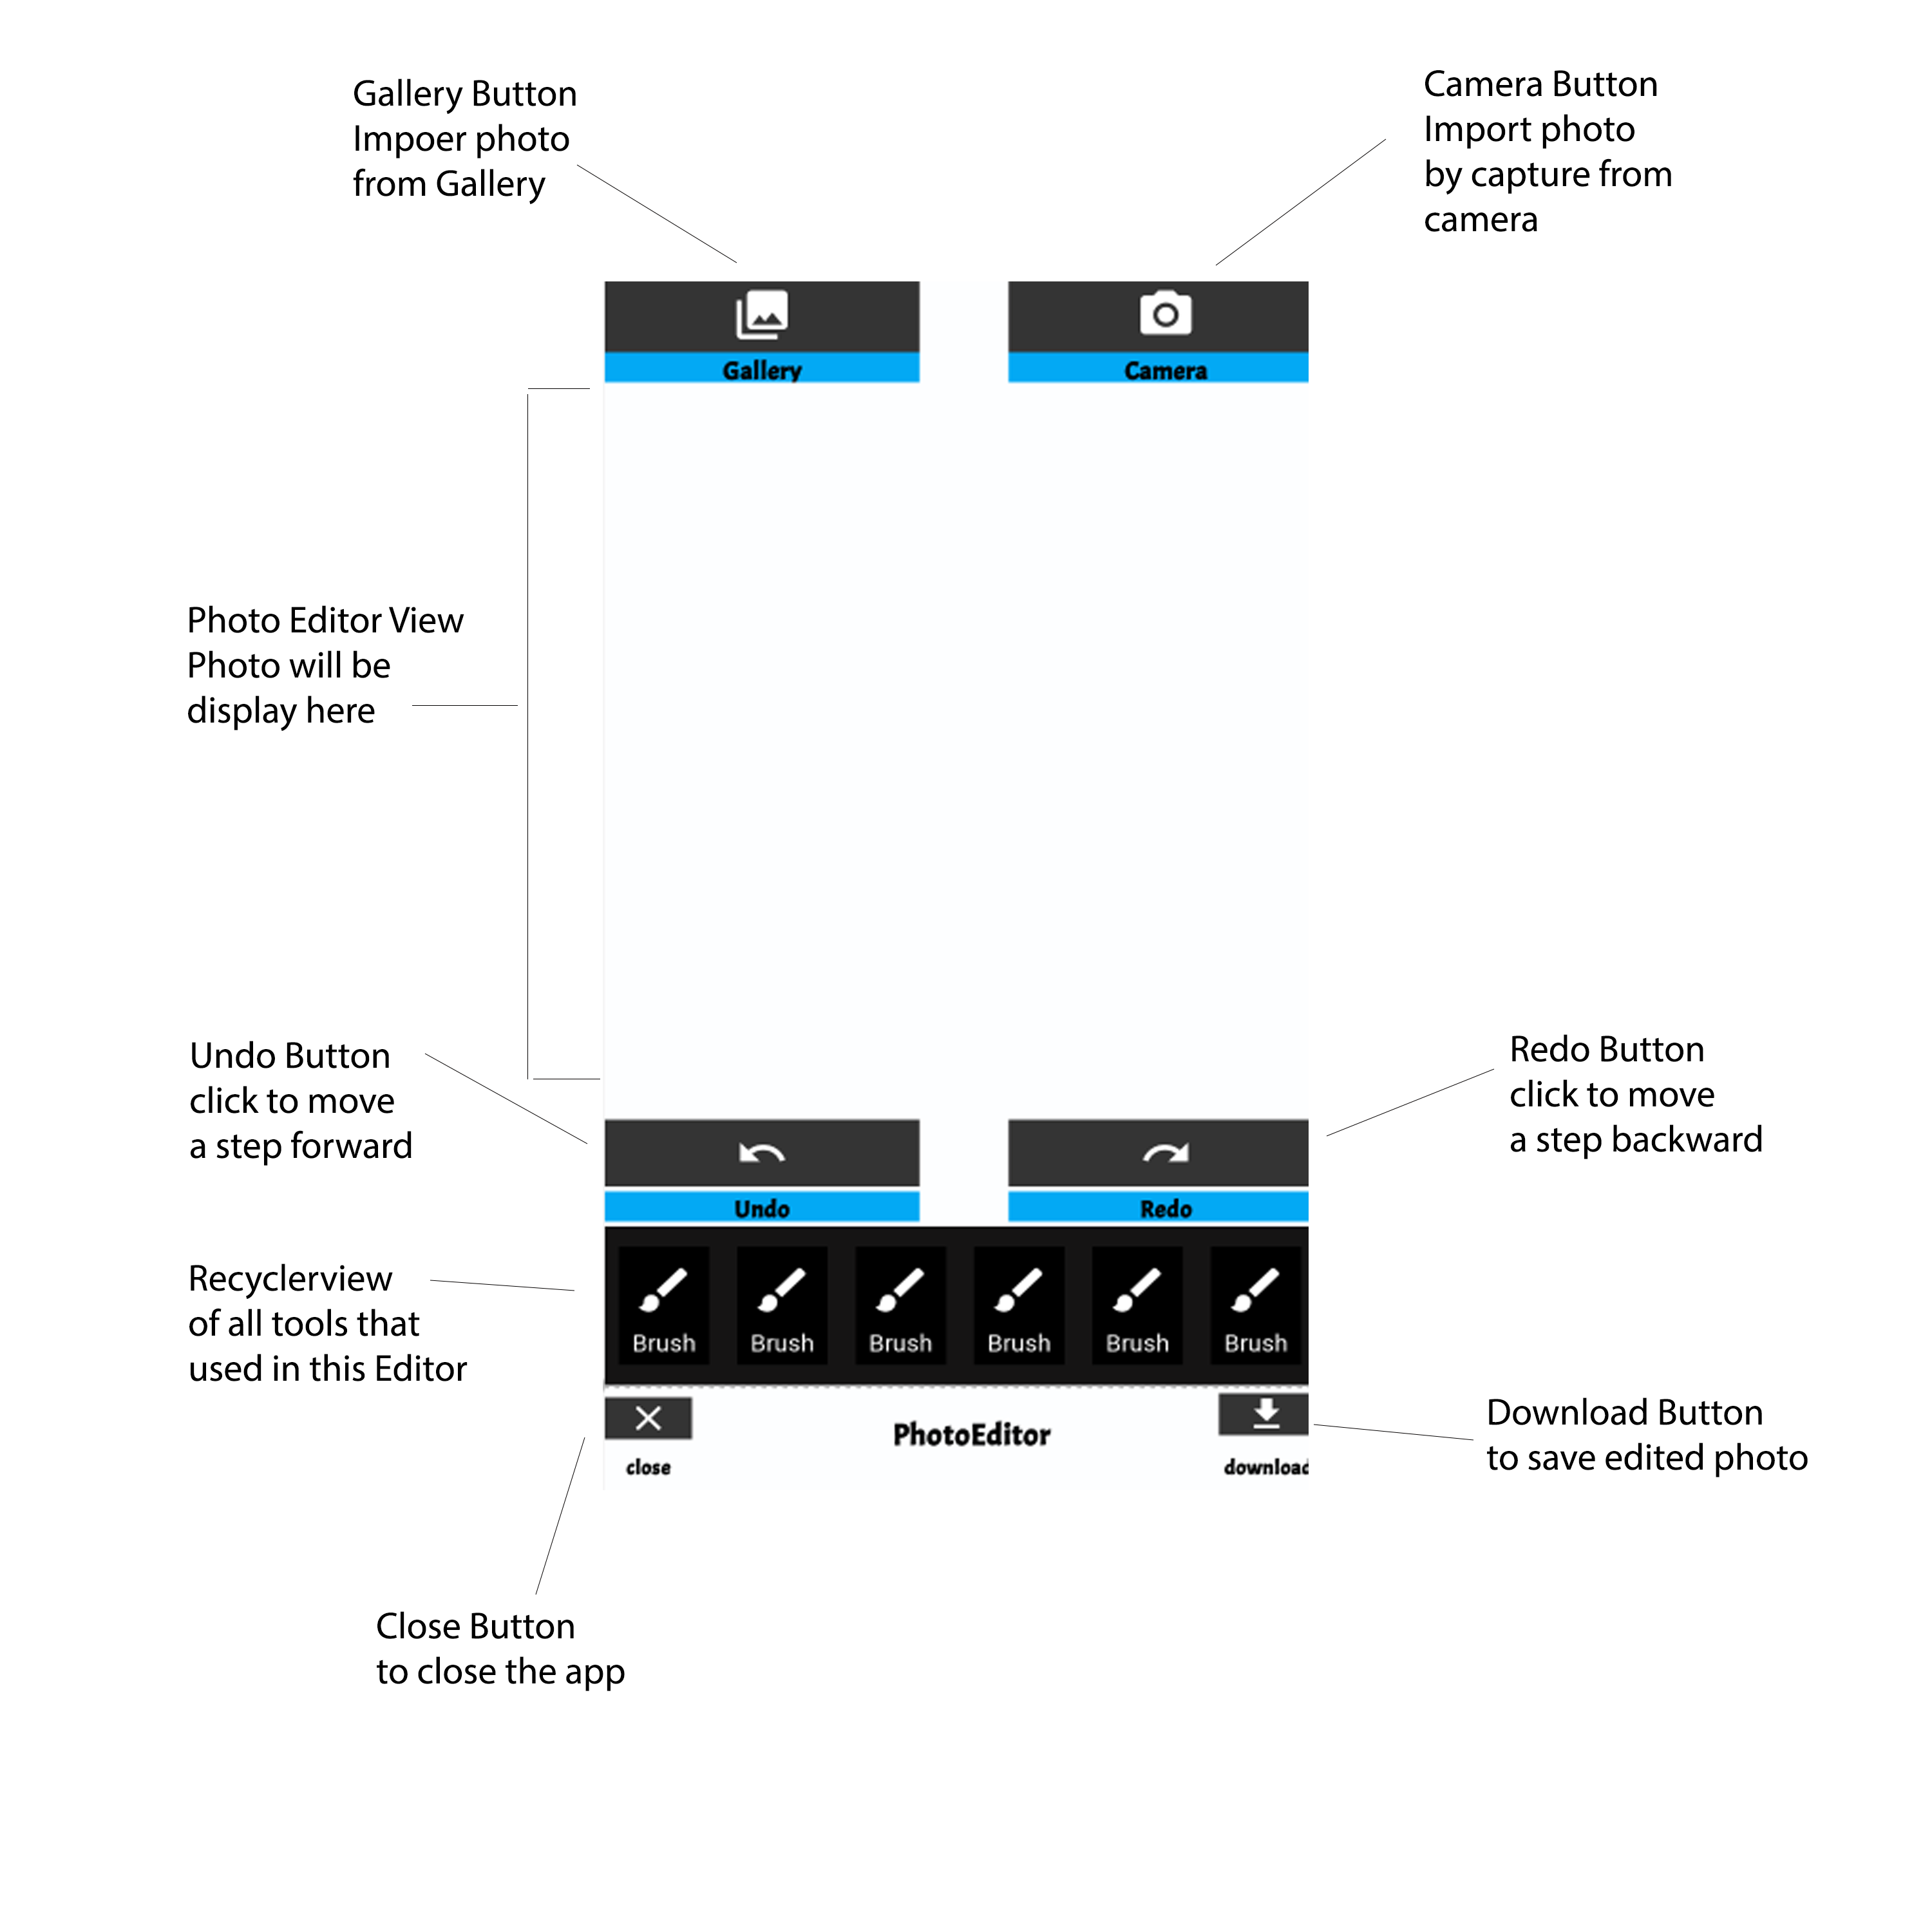 Gallery Button
Impoer photo
from Gallery
Camera Button
Import photo
by capture from
camera
Gallery
Camera
Photo Editor View
Photo will be
display here
Undo Button
click to move
a step forward
Redo Button
click to move
a step backward
Undo
Redo
Recyclerview
of all tools that
used in this Editor
Brush
Brush
Brush
Brush
Brush
Brush
PhotoEditor
close
download
Download Button
to save edited photo
Close Button
to close the app